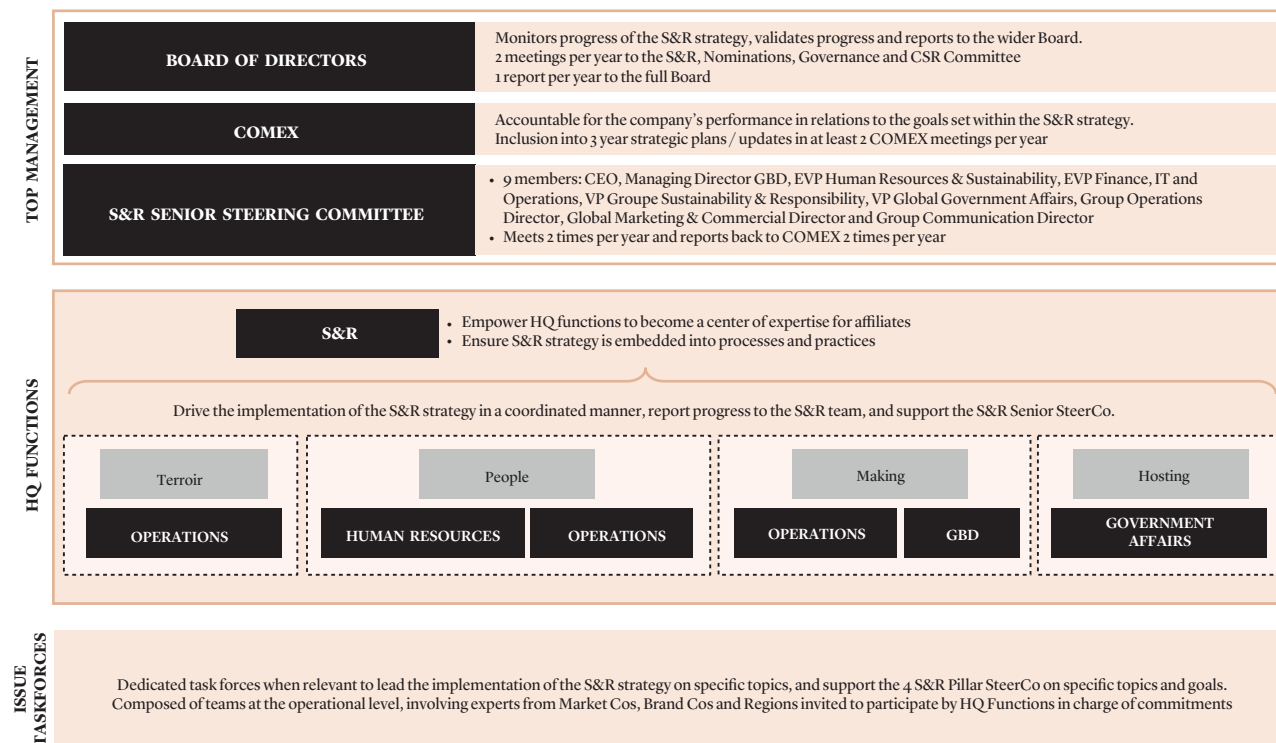 TOP MANAGEMENT
BOARD OF DIRECTORS
Monitors progress of the S&R strategy, validates progress and reports to the wider Board.
2 meetings per year to the S&R, Nominations, Governance and CSR Committee
1 report per year to the full Board
COMEX
Accountable for the company's performance in relations to the goals set within the S&R strategy.
Inclusion into 3 year strategic plans / updates in at least 2 COMEX meetings per year
S&R SENIOR STEERING COMMITTEE
• 9 members: CEO, Managing Director GBD, EVP Human Resources & Sustainability, EVP Finance, IT and
Operations, VP Groupe Sustainability & Responsibility, VP Global Government Affairs, Group Operations
Director, Global Marketing & Commercial Director and Group Communication Director
• Meets 2 times per year and reports back to COMEX 2 times per year
HQ FUNCTIONS
S&R
• Empower HQ functions to become a center of expertise for affiliates
• Ensure S&R strategy is embedded into processes and practices
Drive the implementation of the S&R strategy in a coordinated manner, report progress to the S&R team, and support the S&R Senior SteerCo.
Terroir
OPERATIONS
People
HUMAN RESOURCES
OPERATIONS
Making
OPERATIONS
GBD
Hosting
GOVERNMENT
AFFAIRS
ISSUE
TASKFORCES
Dedicated task forces when relevant to lead the implementation of the S&R strategy on specific topics, and support the 4 S&R Pillar SteerCo on specific topics and goals.
Composed of teams at the operational level, involving experts from Market Cos, Brand Cos and Regions invited to participate by HQ Functions in charge of commitments